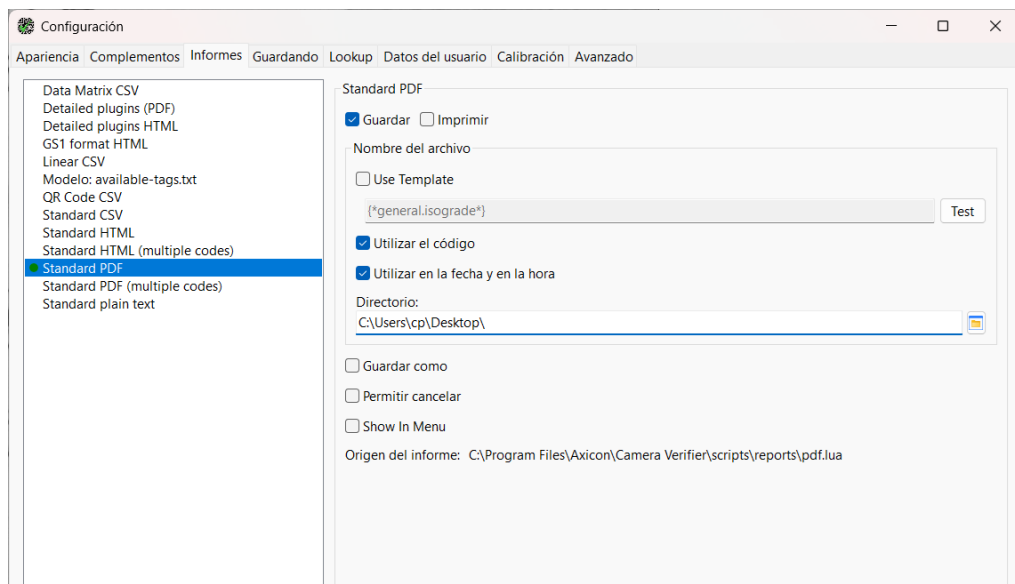 Configuración
Apariencia Complementos Informes Guardando Lookup Datos del usuario Calibración Avanzado
Data Matrix CSV
Detailed plugins (PDF)
Detailed plugins HTML
GS1 format HTML
Linear CSV
Modelo: available-tags.txt
QR Code CSV
Standard CSV
Standard HTML
Standard HTML (multiple codes)
Standard PDF
Standard PDF (multiple codes)
Standard plain text
Standard PDF
Guardar Imprimir
Nombre del archivo
Use Template
{*general.isograde*} Test
Utilizar el código
Utilizar en la fecha y en la hora
Directorio:
C:\Users\cp\Desktop\
Guardar como
Permitir cancelar
Show In Menu
Origen del informe: C:\Program Files\Axicon\Camera Verifier\scripts\reports\pdf.lua